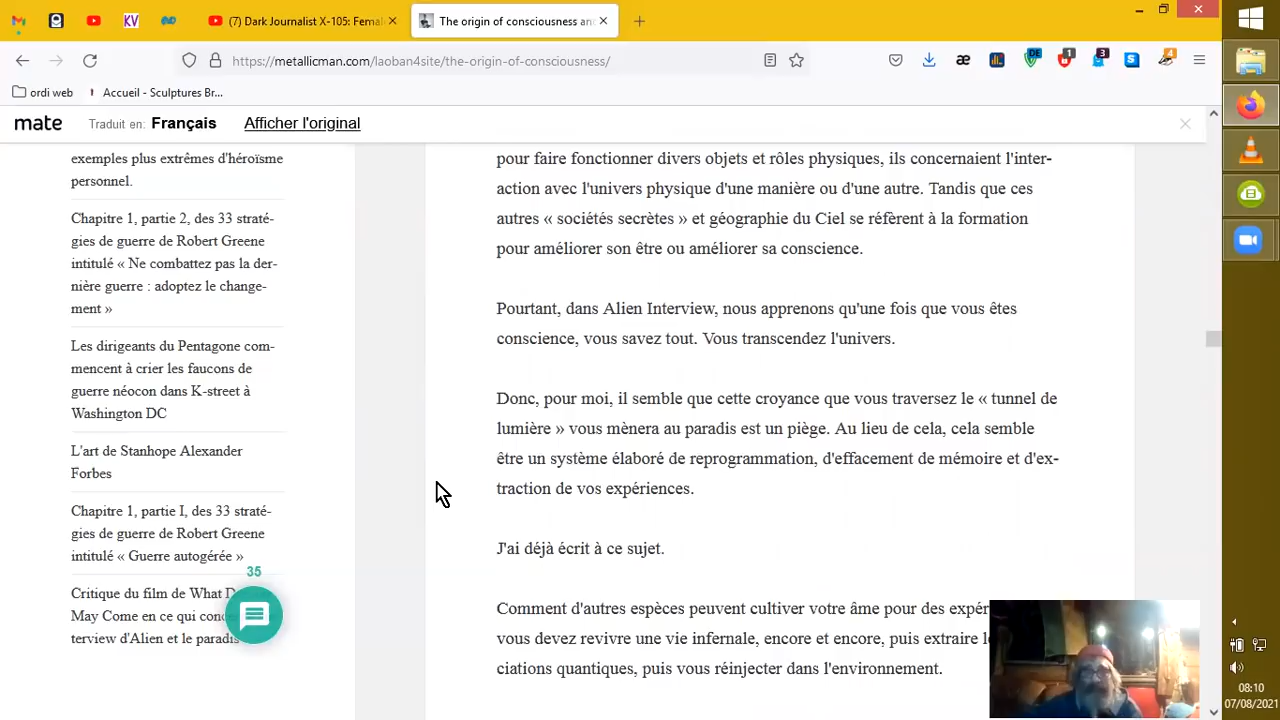 (7) Dark Journalist X-105: Fema
The origin of consciousness an
https://metallicman.com/laoban4site/the-origin-of-consciousness/
ordi web
Accueil - Sculptures Br...
mate
Traduit en: Français
Afficher l'original
exemples plus extrêmes d'héroïsme
personnel.
Chapitre 1, partie 2, des 33 straté-
gies de guerre de Robert Greene
intitulé « Ne combattez pas la der-
nière guerre : adoptez le change-
ment »
Les dirigeants du Pentagone com-
mencent à crier les faucons de
guerre néocon dans K-street à
Washington DC
L'art de Stanhope Alexander
Forbes
Chapitre 1, partie I, des 33 straté-
gies de guerre de Robert Greene
intitulé « Guerre autogérée »
35
Critique du film de What D
May Come en ce qui conc
terview d'Alien et le paradis
pour faire fonctionner divers objets et rôles physiques, ils concernaient l'inter-
action avec l'univers physique d'une manière ou d'une autre. Tandis que ces
autres « sociétés secrètes » et géographie du Ciel se réfèrent à la formation
pour améliorer son être ou améliorer sa conscience.
Pourtant, dans Alien Interview, nous apprenons qu'une fois que vous êtes
conscience, vous savez tout. Vous transcendez l'univers.
Donc, pour moi, il semble que cette croyance que vous traversez le « tunnel de
lumière » vous mènera au paradis est un piège. Au lieu de cela, cela semble
être un système élaboré de reprogrammation, d'effacement de mémoire et d'ex-
traction de vos expériences.
J'ai déjà écrit à ce sujet.
Comment d'autres espèces peuvent cultiver votre âme pour des expér
vous devez revivre une vie infernale, encore et encore, puis extraire l
ciations quantiques, puis vous réinjecter dans l'environnement.
KV
æ
DE
1
3
4
08:10
07/08/2021